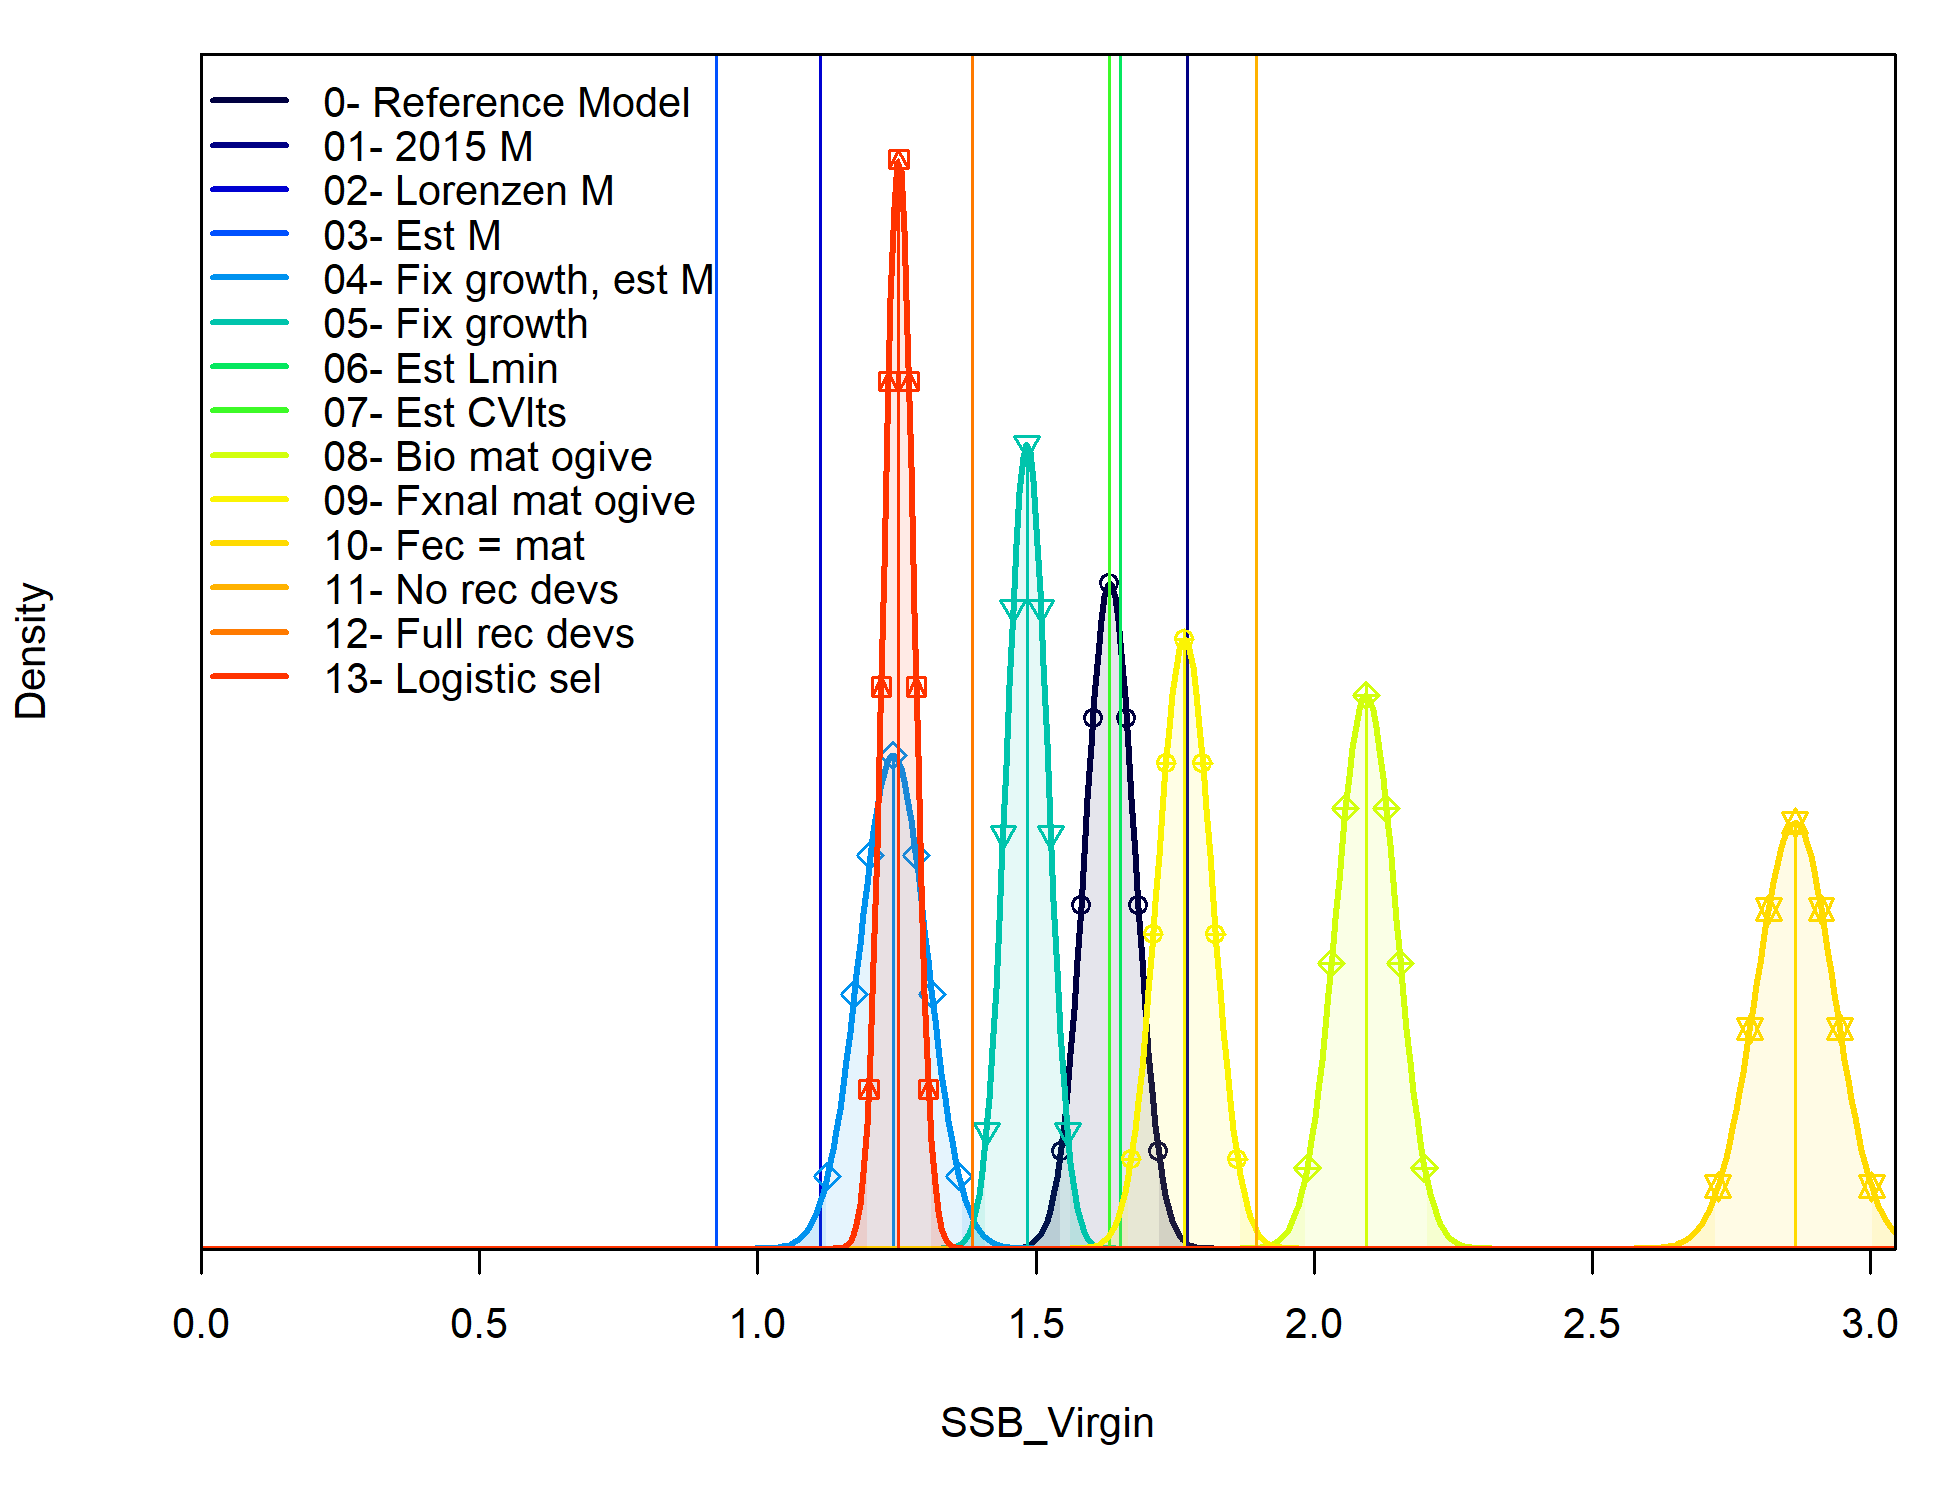 0- Reference Model
01- 2015 M
02- Lorenzen M
03- Est M
04- Fix growth, est M
05- Fix growth
06- Est Lmin
07- Est CVlts
08- Bio mat ogive
09- Fxnal mat ogive
10- Fec = mat
11- No rec devs
12- Full rec devs
13- Logistic sel
Density
0.0 0.5 1.0 1.5 2.0 2.5 3.0
SSB_Virgin